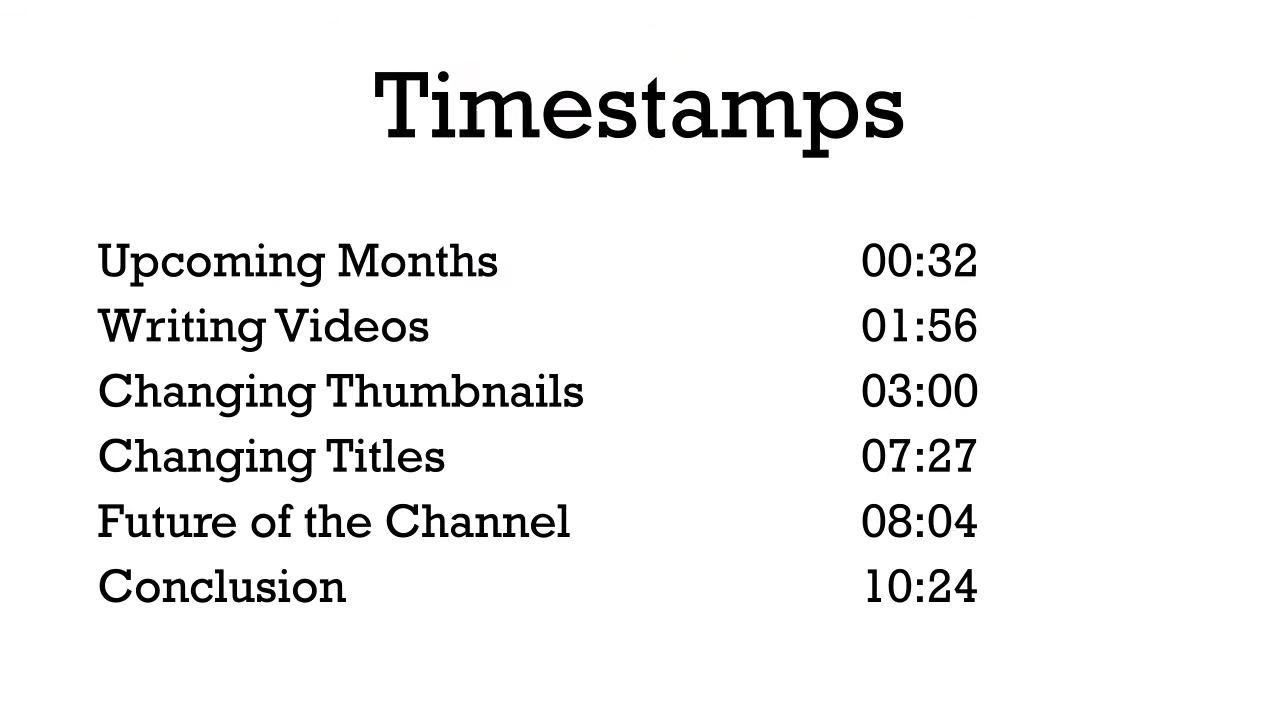 Timestamps
Upcoming Months 00:32
Writing Videos 01:56
Changing Thumbnails 03:00
Changing Titles 07:27
Future of the Channel 08:04
Conclusion 10:24